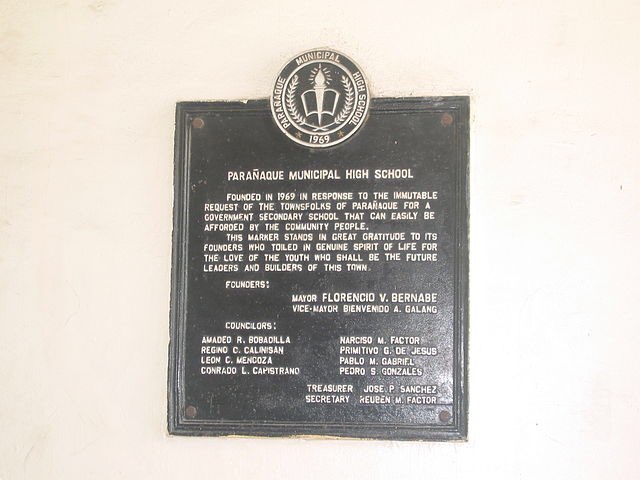 PARAÑAQUE MUNICIPAL HIGH SCHOOL
1969
PARAÑAQUE MUNICIPAL HIGH SCHOOL
FOUNDED IN 1969 IN RESPONSE TO THE IMMUTABLE
REQUEST OF THE TOWNSFOLKS OF PARAÑAQUE FOR A
GOVERNMENT SECONDARY SCHOOL THAT CAN EASILY BE
AFFORDED BY THE COMMUNITY PEOPLE.
THIS MARKER STANDS IN GREAT GRATITUDE TO ITS
FOUNDERS WHO TOILED IN GENUINE SPIRIT OF LIFE FOR
THE LOVE OF THE YOUTH WHO SHALL BE THE FUTURE
LEADERS AND BUILDERS OF THIS TOWN.
FOUNDERS:
MAYOR FLORENCIO V. BERNABE
VICE-MAYOR BIENVENIDO A. GALANG
COUNCILORS:
AMADEO R. BOBADILLA NARCISO M. FACTOR
REGINO C. CALINISAN PRIMITIVO G. DE JESUS
LEON C. MENDOZA PABLO M. GABRIEL
CONRADO L. CAPISTRANO PEDRO S. GONZALES
TREASURER JOSE P. SANCHEZ
SECRETARY REUBEN M. FACTOR